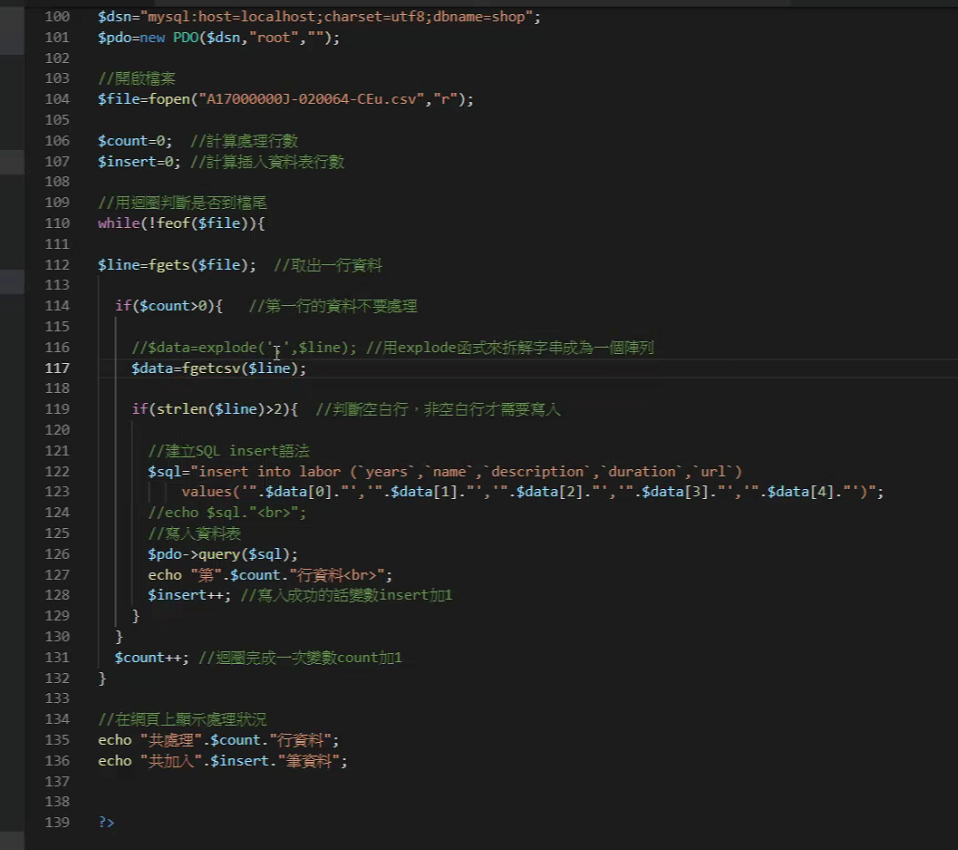 100 $dsn="mysql:host=localhost;charset=utf8;dbname=shop";
101 $pdo=new PDO($dsn,"root","");
102
103 //開啟檔案
104 $file=fopen("A17000000J-020064-CEu.csv","r");
105
106 $count=0; //計算處理行數
107 $insert=0; //計算插入資料表行數
108
109 //用迴圈判斷是否到檔尾
110 while(!feof($file)){
111
112 $line=fgets($file); //取出一行資料
113
114 if($count>0){ //第一行的資料不要處理
115
116 //$data=explode(',',$line); //用explode函式來拆解字串成為一個陣列
117 $data=fgetcsv($line);
118
119 if(strlen($line)>2){ //判斷空白行，非空白行才需要寫入
120
121 //建立SQL insert語法
122 $sql="insert into labor (`years`,`name`,`description`,`duration`,`url`)
123 values('".$data[0]."','".$data[1]."','".$data[2]."','".$data[3]."','".$data[4]."')";
124 //echo $sql."<br>";
125 //寫入資料表
126 $pdo->query($sql);
127 echo "第".$count."行資料<br>";
128 $insert++; //寫入成功的話變數insert加1
129 }
130 }
131 $count++; //迴圈完成一次變數count加1
132 }
133
134 //在網頁上顯示處理狀況
135 echo "共處理".$count."行資料";
136 echo "共加入".$insert."筆資料";
137
138
139 ?>